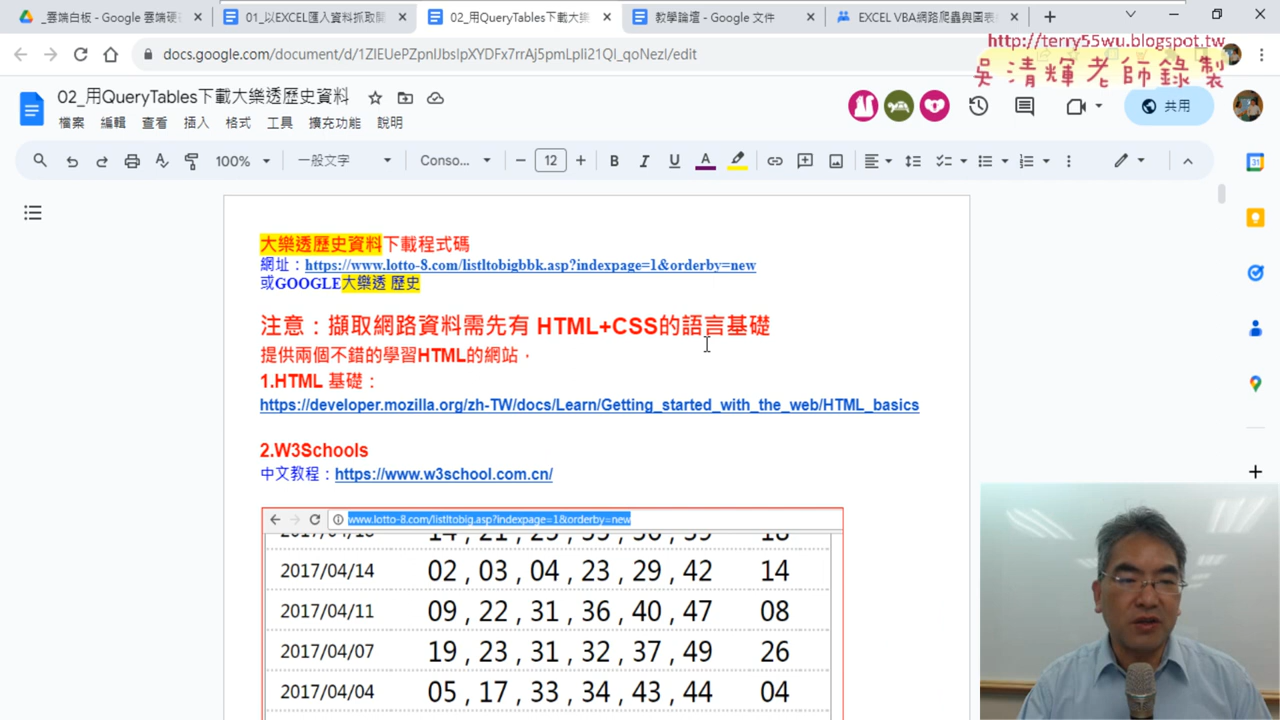 _雲端白板 - Google 雲端硬
01_以EXCEL匯入資料抓取開
02_用QueryTables下載大樂
教學論壇 - Google 文件
EXCEL VBA網路爬蟲與圖表
docs.google.com/document/d/1ZlEUePZpnlJbslpXYDFx7rrAj5pmLpli21Ql_qoNezI/edit
http://terry55wu.blogspot.tw
吳清輝老師錄製
02_用QueryTables下載大樂透歷史資料
檔案 編輯 查看 插入 格式 工具 擴充功能 說明
共用
100% 一般文字 Conso... 12 B I U A
大樂透歷史資料下載程式碼
網址：https://www.lotto-8.com/listltobigbbk.asp?indexpage=1&orderby=new
或GOOGLE大樂透 歷史
注意：擷取網路資料需先有 HTML+CSS的語言基礎
提供兩個不錯的學習HTML的網站，
1.HTML 基礎：
https://developer.mozilla.org/zh-TW/docs/Learn/Getting_started_with_the_web/HTML_basics
2.W3Schools
中文教程：https://www.w3school.com.cn/
www.lotto-8.com/listltobig.asp?indexpage=1&orderby=new
2017/04/14 02 , 03 , 04 , 23 , 29 , 42 14
2017/04/11 09 , 22 , 31 , 36 , 40 , 47 08
2017/04/07 19 , 23 , 31 , 32 , 37 , 49 26
2017/04/04 05 , 17 , 33 , 34 , 43 , 44 04